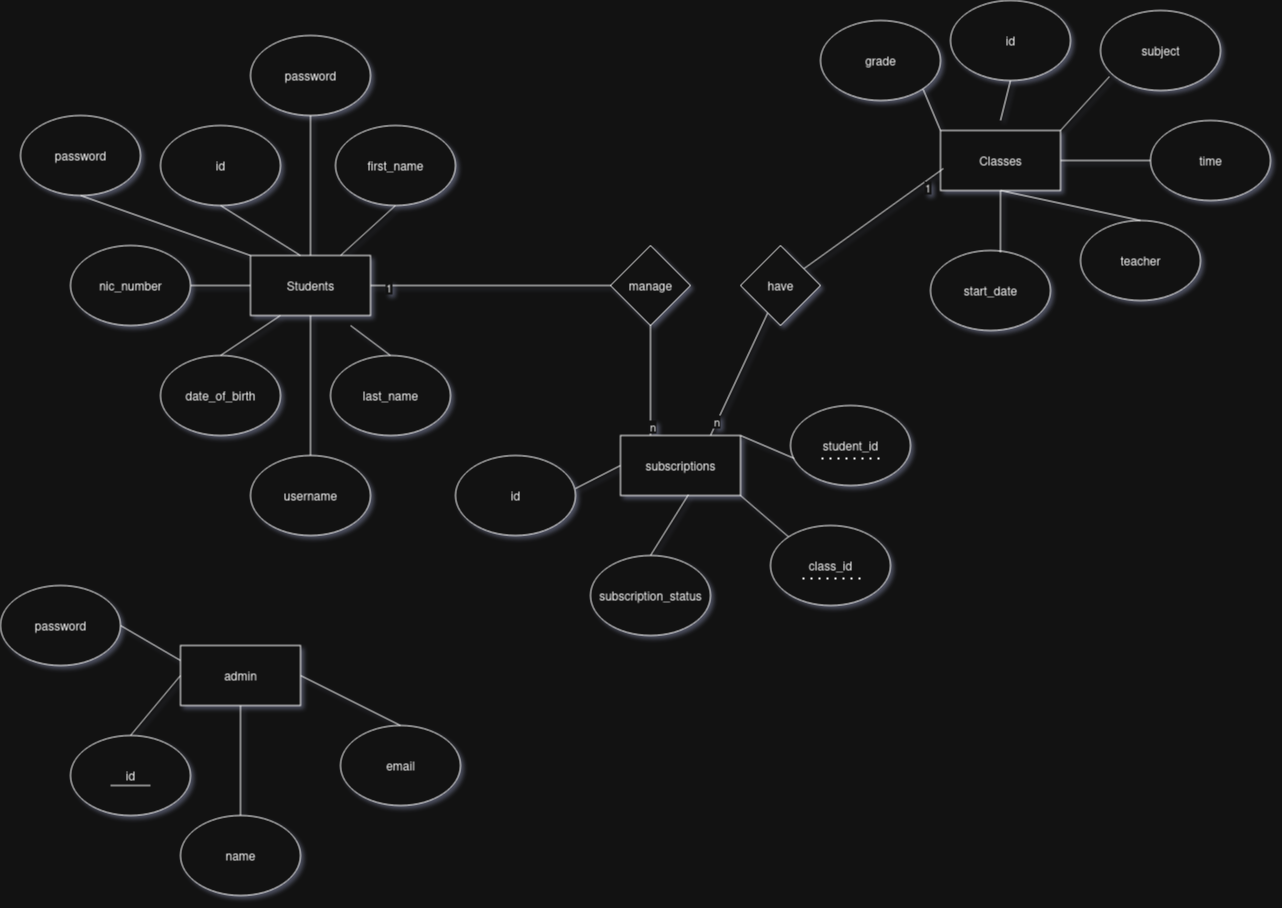 id
grade
subject
password
password
id
first_name
Classes
time
1
teacher
nic_number
Students
1
manage
have
start_date
date_of_birth
last_name
n
n
student_id
subscriptions
id
username
class_id
subscription_status
password
admin
id
email
name